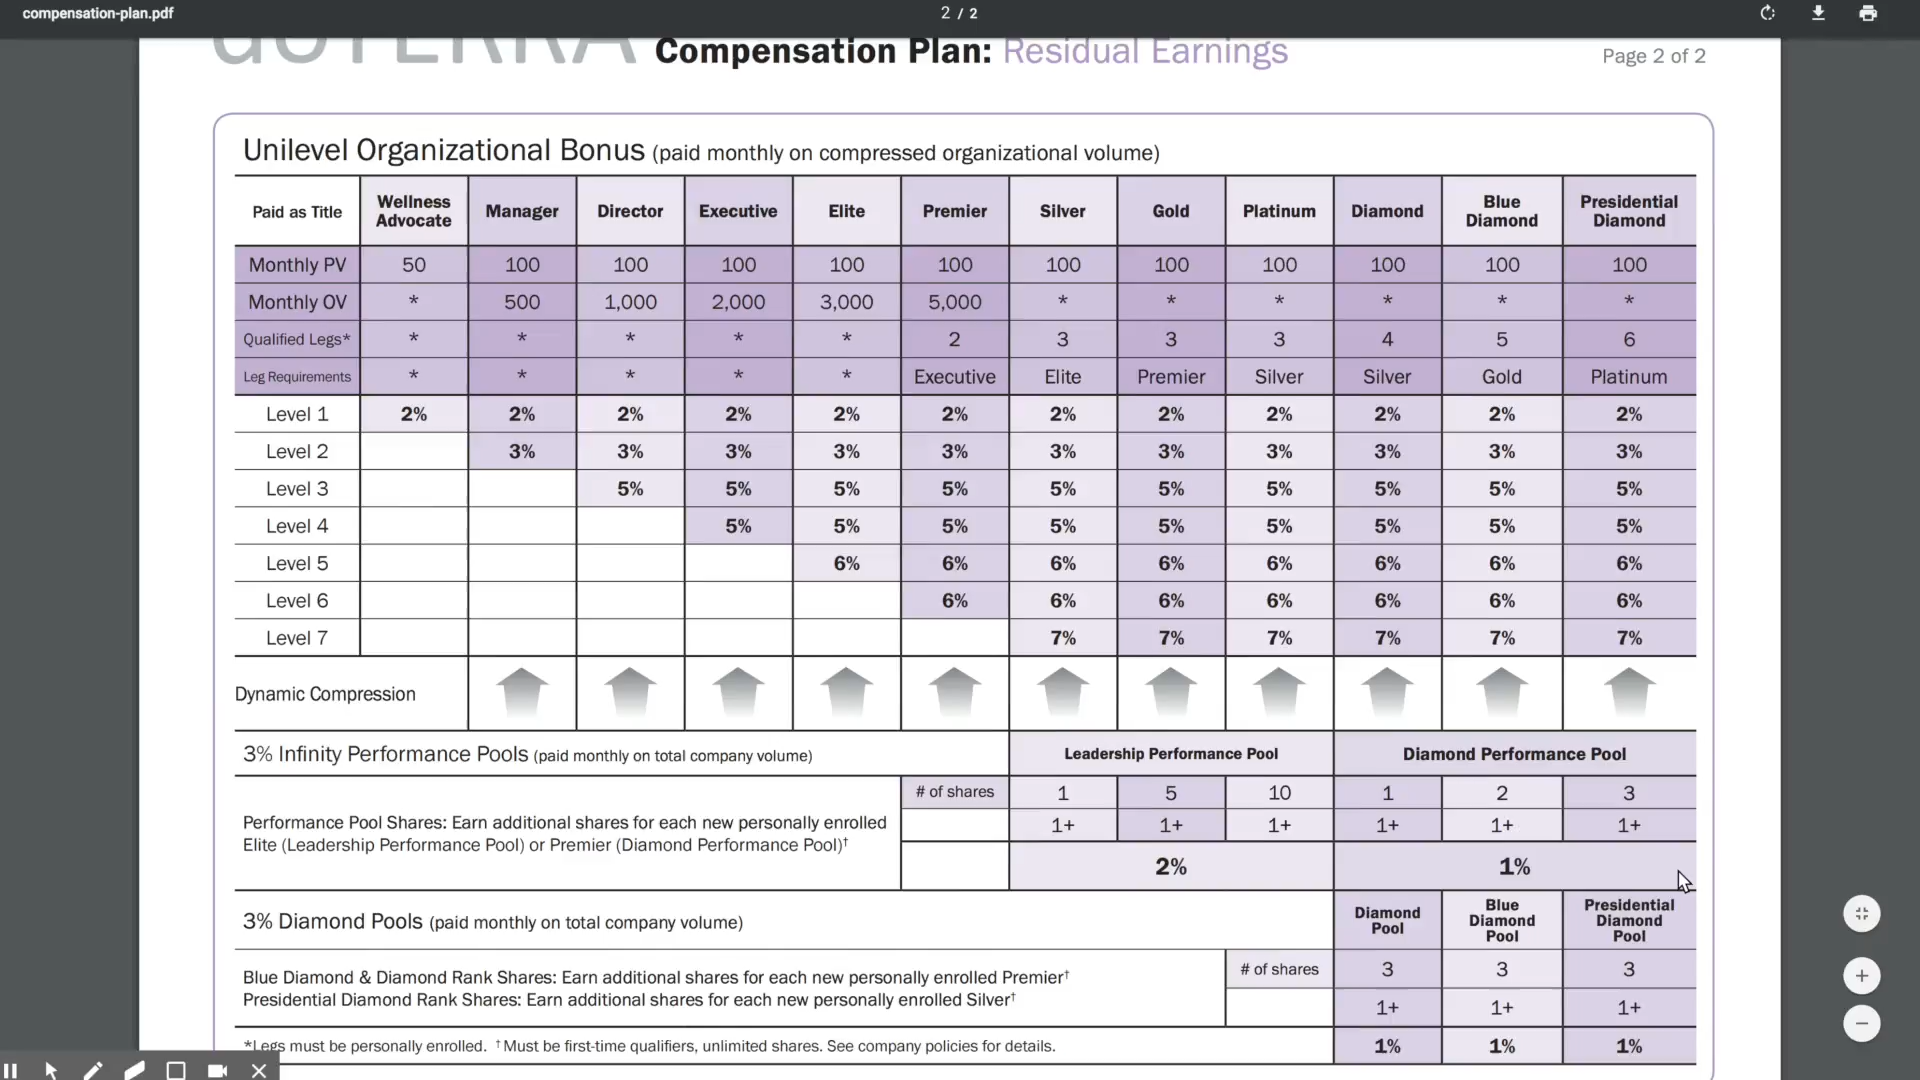 compensation-plan.pdf
2 / 2
dōTERRA Compensation Plan: Residual Earnings
Page 2 of 2
Unilevel Organizational Bonus (paid monthly on compressed organizational volume)
Paid as Title Wellness Advocate Manager Director Executive Elite Premier Silver Gold Platinum Diamond Blue Diamond Presidential Diamond
Monthly PV 50 100 100 100 100 100 100 100 100 100 100 100
Monthly OV * 500 1,000 2,000 3,000 5,000 * * * * * *
Qualified Legs* * * * * * 2 3 3 3 4 5 6
Leg Requirements * * * * * Executive Elite Premier Silver Silver Gold Platinum
Level 1 2% 2% 2% 2% 2% 2% 2% 2% 2% 2% 2% 2%
Level 2 3% 3% 3% 3% 3% 3% 3% 3% 3% 3% 3%
Level 3 5% 5% 5% 5% 5% 5% 5% 5% 5% 5%
Level 4 5% 5% 5% 5% 5% 5% 5% 5% 5%
Level 5 6% 6% 6% 6% 6% 6% 6% 6%
Level 6 6% 6% 6% 6% 6% 6% 6%
Level 7 7% 7% 7% 7% 7% 7%
Dynamic Compression
3% Infinity Performance Pools (paid monthly on total company volume) Leadership Performance Pool Diamond Performance Pool
# of shares 1 5 10 1 2 3
Performance Pool Shares: Earn additional shares for each new personally enrolled 1+ 1+ 1+ 1+ 1+ 1+
Elite (Leadership Performance Pool) or Premier (Diamond Performance Pool)†
2% 1%
3% Diamond Pools (paid monthly on total company volume) Diamond Pool Blue Diamond Pool Presidential Diamond Pool
# of shares 3 3 3
Blue Diamond & Diamond Rank Shares: Earn additional shares for each new personally enrolled Premier†
Presidential Diamond Rank Shares: Earn additional shares for each new personally enrolled Silver†
1+ 1+ 1+
*Legs must be personally enrolled. †Must be first-time qualifiers, unlimited shares. See company policies for details. 1% 1% 1%